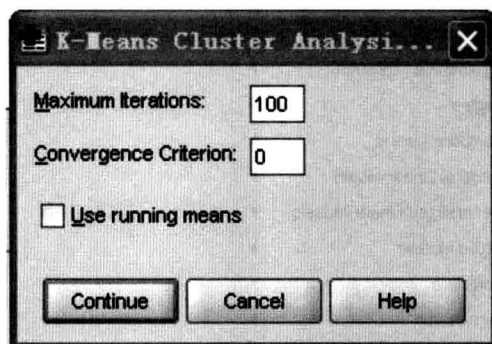 K-Means Cluster Analysi...
Maximum Iterations: 100
Convergence Criterion: 0
Use running means
Continue Cancel Help